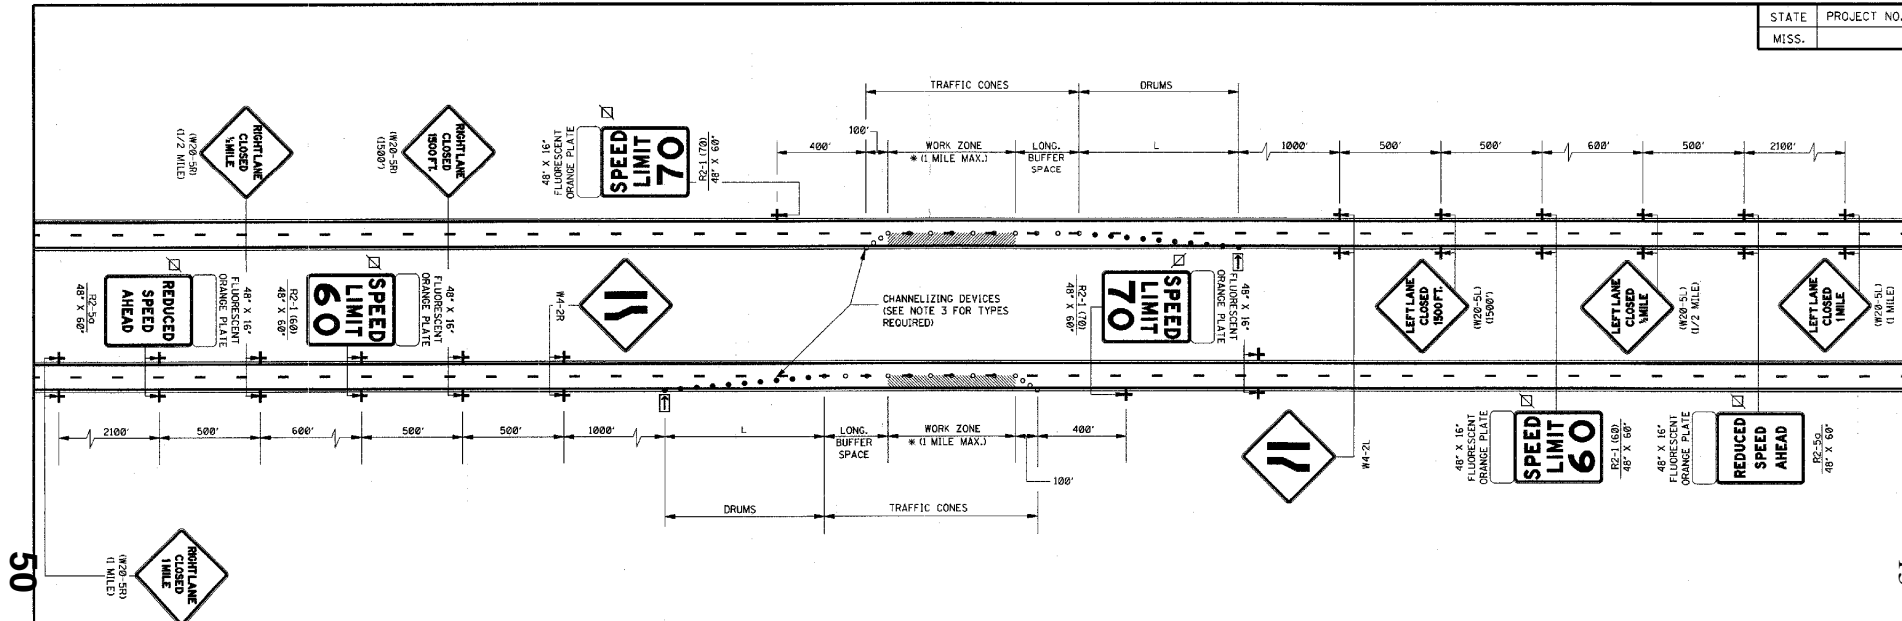 STATE PROJECT NO.
MISS.
TRAFFIC CONES
DRUMS
100'
400'
WORK ZONE
* (1 MILE MAX.)
LONG.
BUFFER
SPACE
L
1000'
500'
500'
600'
500'
2100'
RIGHT LANE
CLOSED
½ MILE
(W20-5R)
(1/2 MILE)
RIGHT LANE
CLOSED
1500 FT.
(W20-5R)
(1500')
SPEED
LIMIT
70
R2-1 (70)
48" X 60"
48" X 16"
FLUORESCENT
ORANGE PLATE
REDUCED
SPEED
AHEAD
R2-5a
48" X 60"
48" X 16"
FLUORESCENT
ORANGE PLATE
SPEED
LIMIT
60
R2-1 (60)
48" X 60"
48" X 16"
FLUORESCENT
ORANGE PLATE
W4-2R
CHANNELIZING DEVICES
(SEE NOTE 3 FOR TYPES
REQUIRED)
SPEED
LIMIT
70
R2-1 (70)
48" X 60"
48" X 16"
FLUORESCENT
ORANGE PLATE
LEFT LANE
CLOSED
1500 FT.
(W20-5L)
(1500')
LEFT LANE
CLOSED
½ MILE
(W20-5L)
(1/2 MILE)
LEFT LANE
CLOSED
1 MILE
(W20-5L)
(1 MILE)
2100'
500'
600'
500'
500'
1000'
L
LONG.
BUFFER
SPACE
WORK ZONE
* (1 MILE MAX.)
400'
100'
DRUMS
TRAFFIC CONES
W4-2L
SPEED
LIMIT
60
R2-1 (60)
48" X 60"
48" X 16"
FLUORESCENT
ORANGE PLATE
REDUCED
SPEED
AHEAD
R2-5a
48" X 60"
48" X 16"
FLUORESCENT
ORANGE PLATE
RIGHT LANE
CLOSED
1 MILE
(W20-5R)
(1 MILE)
50